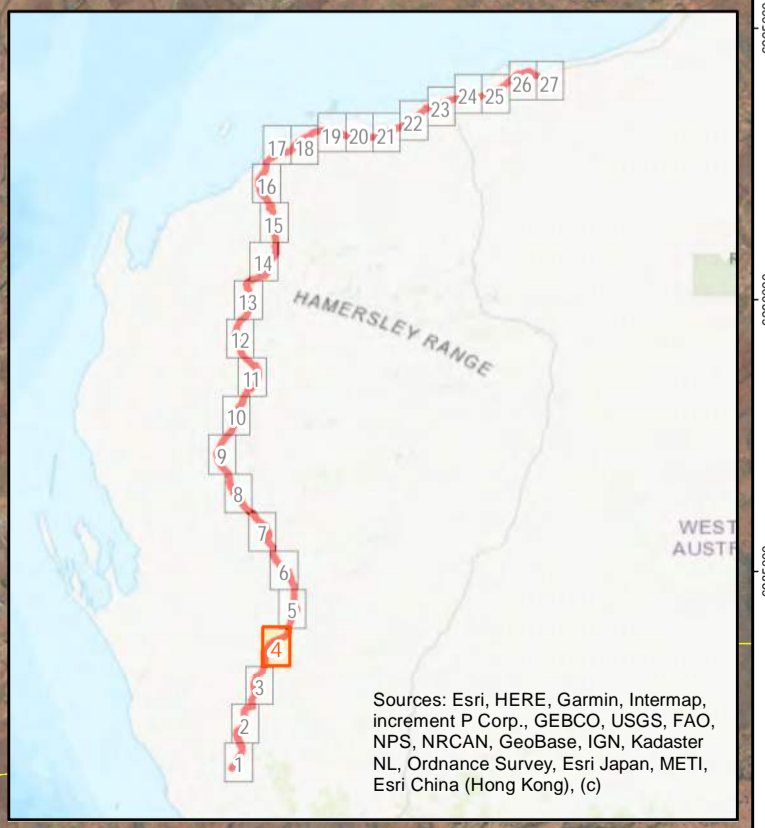 26 27
24 25
23
22
19 20 21
17 18
16
15
14
13
HAMERSLEY RANGE
12
11
10
9
8
7
WEST
AUSTR
6
5
4
3
2
1
Sources: Esri, HERE, Garmin, Intermap,
increment P Corp., GEBCO, USGS, FAO,
NPS, NRCAN, GeoBase, IGN, Kadaster
NL, Ordnance Survey, Esri Japan, METI,
Esri China (Hong Kong), (c)